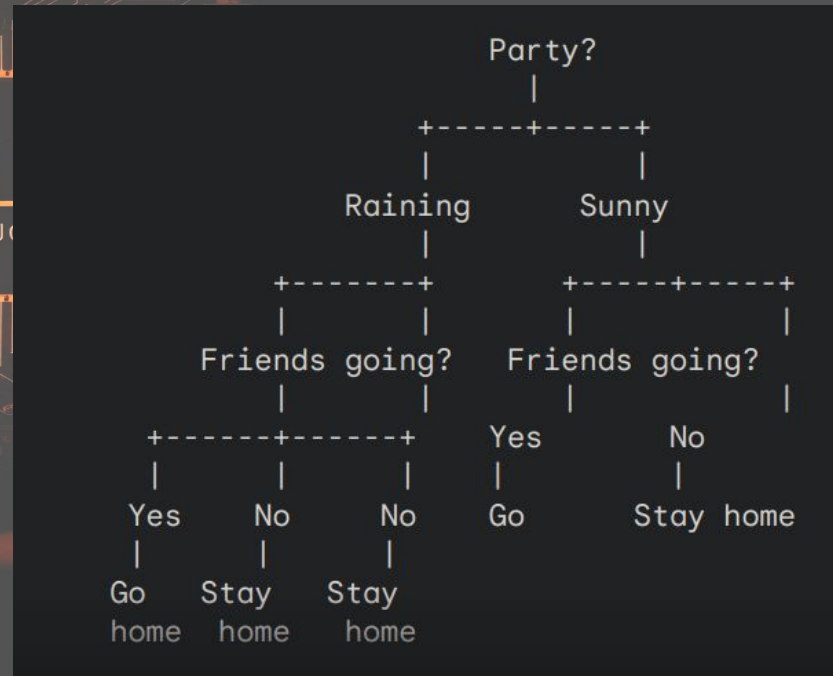 Party?
|
+-----+-----+
| |
Raining Sunny
| |
+-------+ +-----+-----+
| | | |
Friends going? Friends going?
| | | |
+------+------+ Yes No
| | | | |
Yes No No Go Stay home
| | |
Go Stay Stay
home home home